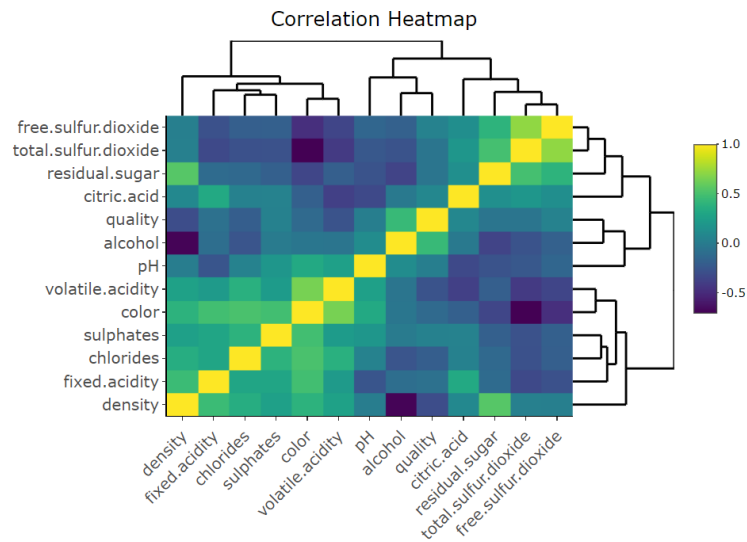 Correlation Heatmap
free.sulfur.dioxide
total.sulfur.dioxide
residual.sugar
citric.acid
quality
alcohol
pH
volatile.acidity
color
sulphates
chlorides
fixed.acidity
density
1.0
0.5
0.0
-0.5
density
fixed.acidity
chlorides
sulphates
color
volatile.acidity
pH
alcohol
quality
citric.acid
residual.sugar
total.sulfur.dioxide
free.sulfur.dioxide